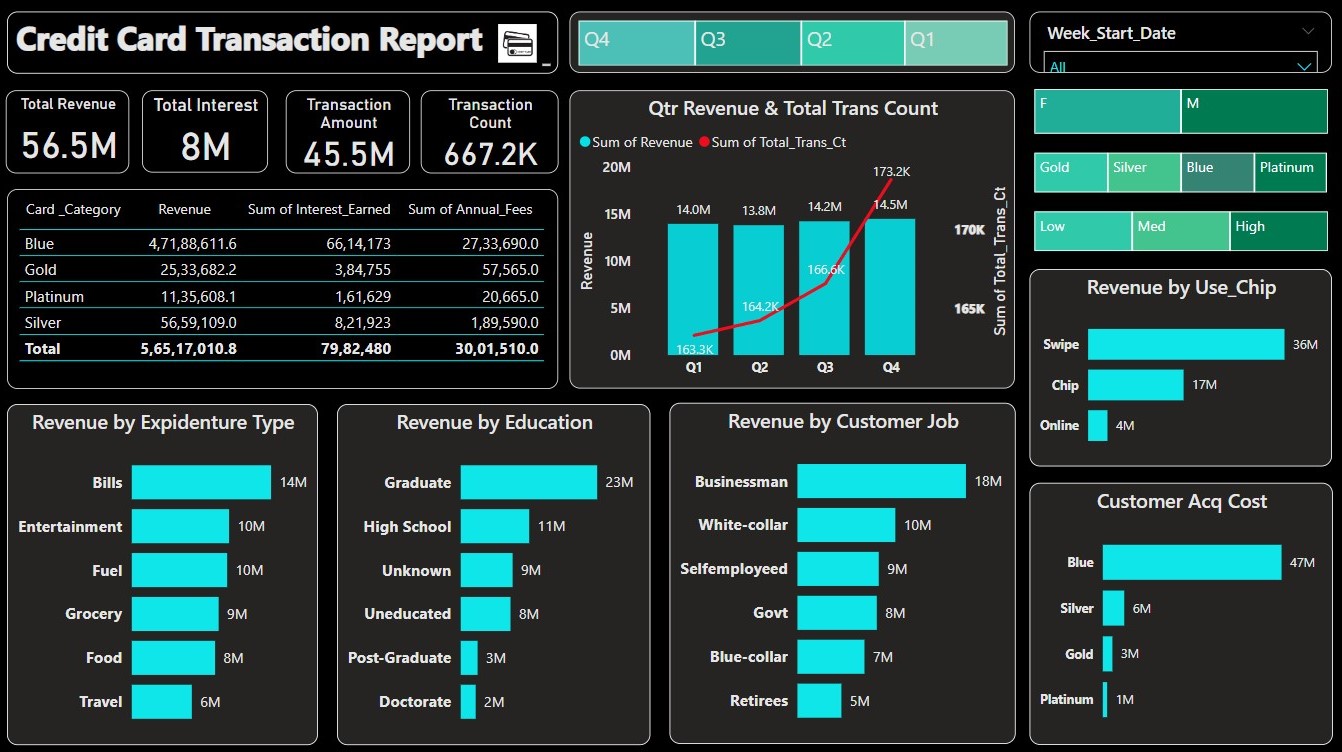 Credit Card Transaction Report
Q4 Q3 Q2 Q1
Week_Start_Date
All
F M
Gold Silver Blue Platinum
Low Med High
Total Revenue
56.5M
Total Interest
8M
Transaction
Amount
45.5M
Transaction
Count
667.2K
Card _Category Revenue Sum of Interest_Earned Sum of Annual_Fees
Blue 4,71,88,611.6 66,14,173 27,33,690.0
Gold 25,33,682.2 3,84,755 57,565.0
Platinum 11,35,608.1 1,61,629 20,665.0
Silver 56,59,109.0 8,21,923 1,89,590.0
Total 5,65,17,010.8 79,82,480 30,01,510.0
Qtr Revenue & Total Trans Count
Sum of Revenue Sum of Total_Trans_Ct
Revenue
20M
15M
10M
5M
0M
14.0M 13.8M 14.2M 14.5M
163.3K 164.2K 166.6K 173.2K
Q1 Q2 Q3 Q4
170K
165K
Sum of Total_Trans_Ct
Revenue by Use_Chip
Swipe 36M
Chip 17M
Online 4M
Revenue by Expidenture Type
Bills 14M
Entertainment 10M
Fuel 10M
Grocery 9M
Food 8M
Travel 6M
Revenue by Education
Graduate 23M
High School 11M
Unknown 9M
Uneducated 8M
Post-Graduate 3M
Doctorate 2M
Revenue by Customer Job
Businessman 18M
White-collar 10M
Selfemployeed 9M
Govt 8M
Blue-collar 7M
Retirees 5M
Customer Acq Cost
Blue 47M
Silver 6M
Gold 3M
Platinum 1M